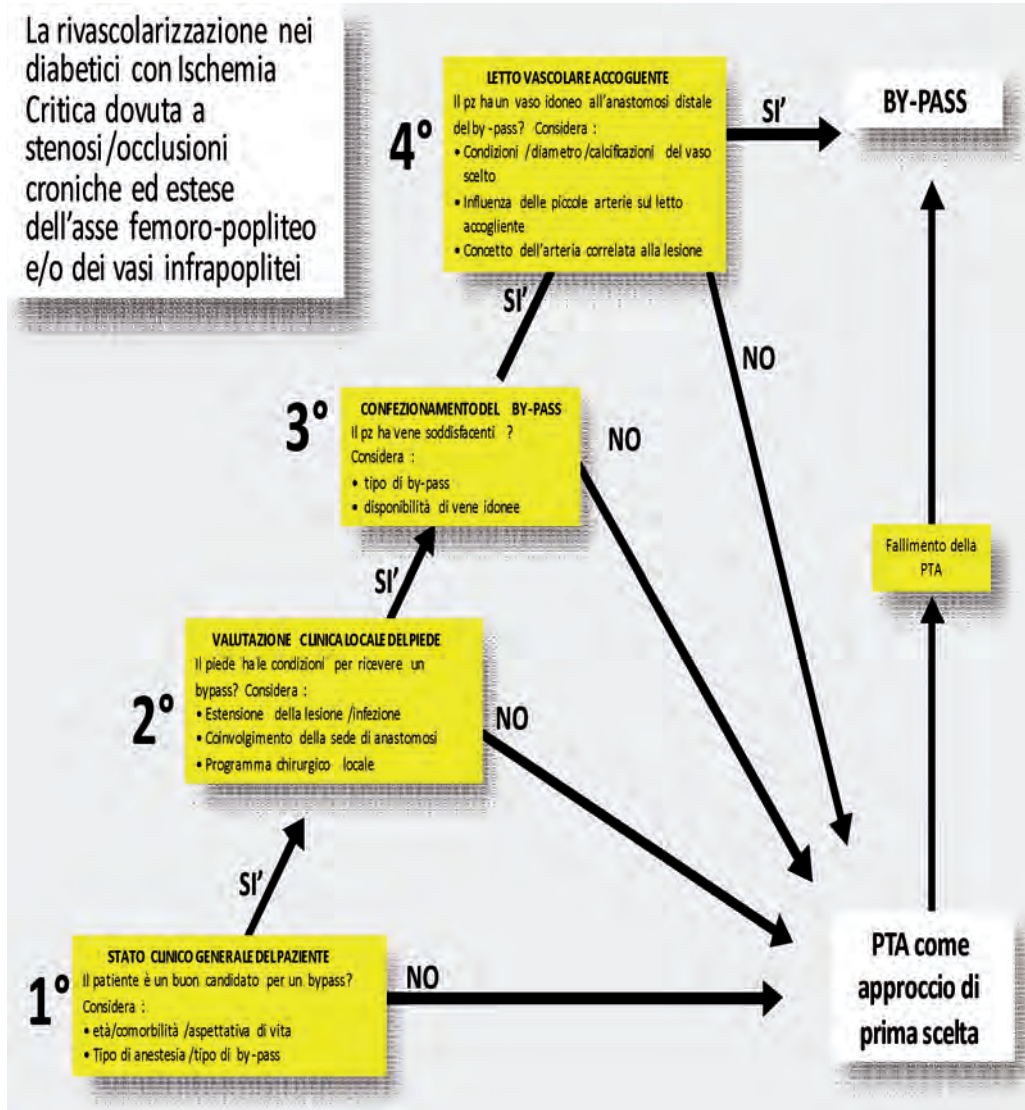 La rivascolarizzazione nei
diabetici con Ischemia
Critica dovuta a
stenosi/occlusioni
croniche ed estese
dell'asse femoro-popliteo
e/o dei vasi infrapoplitei
4°
LETTO VASCOLARE ACCOGLIENTE
Il pz ha un vaso idoneo all'anastomosi distale
del by-pass? Considera :
• Condizioni /diametro/calcificazioni del vaso
scelto
• Influenza delle piccole arterie sul letto
accogliente
• Concetto dell'arteria correlata alla lesione
SI'
BY-PASS
SI'
NO
3°
CONFEZIONAMENTO DEL BY-PASS
Il pz ha vene soddisfacenti ?
Considera :
• tipo di by-pass
• disponibilità di vene idonee
NO
Fallimento della
PTA
SI'
2°
VALUTAZIONE CLINICA LOCALE DEL PIEDE
Il piede ha le condizioni per ricevere un
bypass? Considera :
• Estensione della lesione /infezione
• Coinvolgimento della sede di anastomosi
• Programma chirurgico locale
NO
SI'
1°
STATO CLINICO GENERALE DEL PAZIENTE
Il patiente è un buon candidato per un bypass?
Considera :
• età/comorbilità /aspettativa di vita
• Tipo di anestesia /tipo di by-pass
NO
PTA come
approccio di
prima scelta